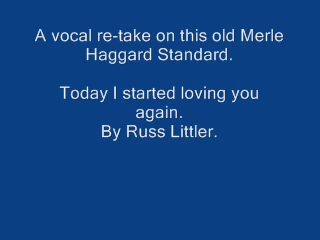 A vocal re-take on this old Merle
Haggard Standard.
Today I started loving you
again.
By Russ Littler.